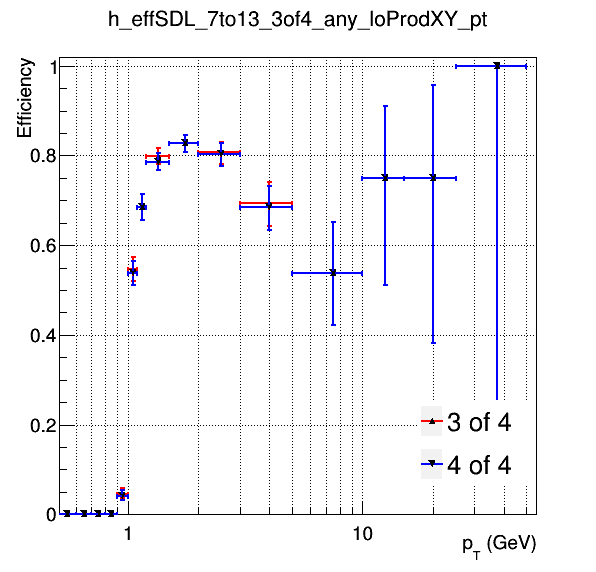 h_effSDL_7to13_3of4_any_loProdXY_pt
Efficiency
1
0.8
0.6
0.4
0.2
0
1
10
p_T (GeV)
3 of 4
4 of 4